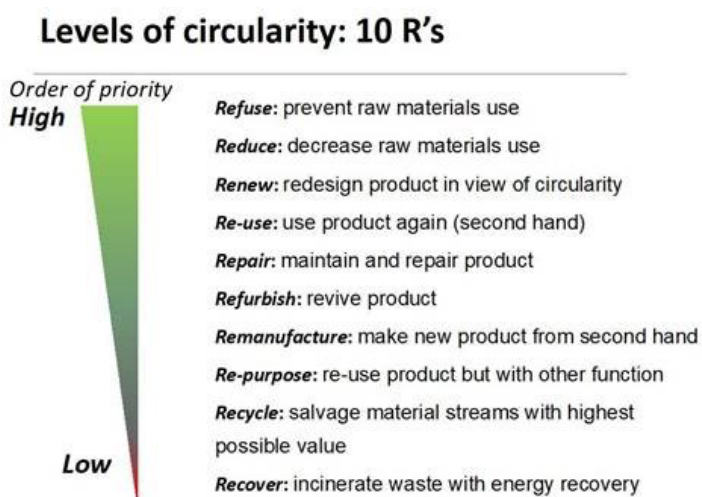 Levels of circularity: 10 R's
Order of priority
High
Refuse: prevent raw materials use
Reduce: decrease raw materials use
Renew: redesign product in view of circularity
Re-use: use product again (second hand)
Repair: maintain and repair product
Refurbish: revive product
Remanufacture: make new product from second hand
Re-purpose: re-use product but with other function
Recycle: salvage material streams with highest
possible value
Low
Recover: incinerate waste with energy recovery